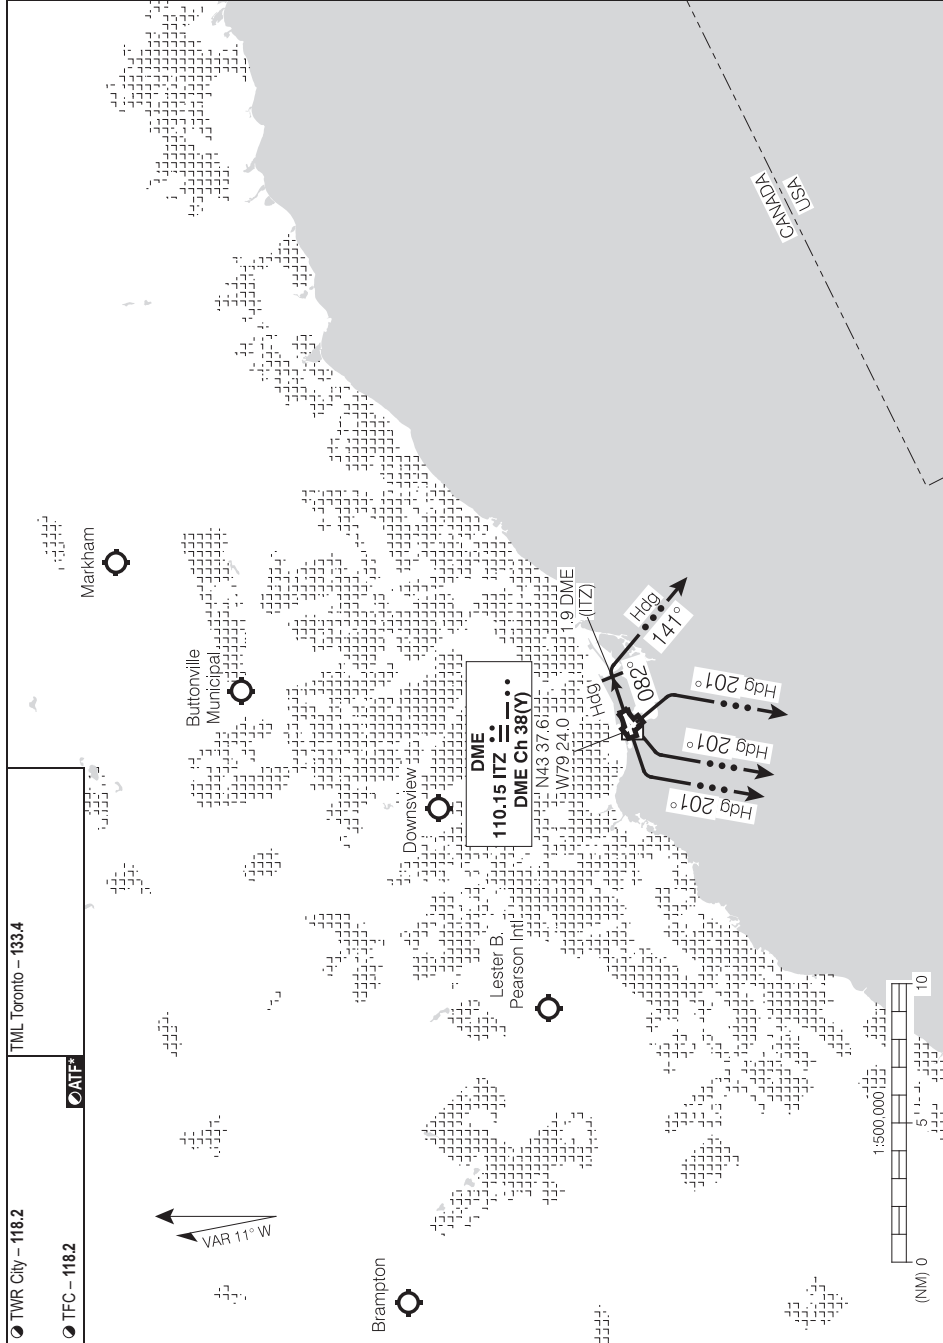 TWR City – 118.2
TFC – 118.2
ATF*
TML Toronto – 133.4
VAR 11° W
Brampton
Markham
Buttonville
Municipal
Downsview
Lester B.
Pearson Intl
DME
110.15 ITZ
DME Ch 38(Y)
N43 37.6
W79 24.0
1.9 DME
(ITZ)
Hdg
082°
Hdg
141°
Hdg 201°
Hdg 201°
Hdg 201°
CANADA
USA
1:500,000
(NM) 0
5
10